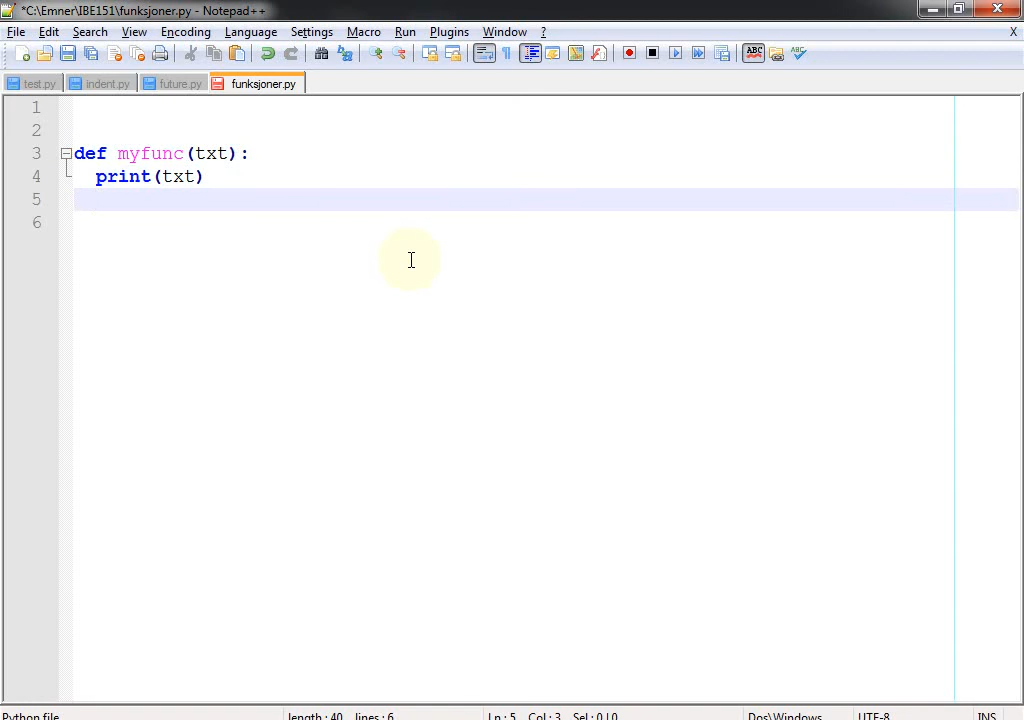 *C:\Emner\IBE151\funksjoner.py - Notepad++
File Edit Search View Encoding Language Settings Macro Run Plugins Window ? X
test.py indent.py future.py funksjoner.py
1
2
3 def myfunc(txt):
4 print(txt)
5
6
Python file length : 40 lines : 6 Ln : 5 Col : 3 Sel : 0 | 0 Dos\Windows UTF-8 INS